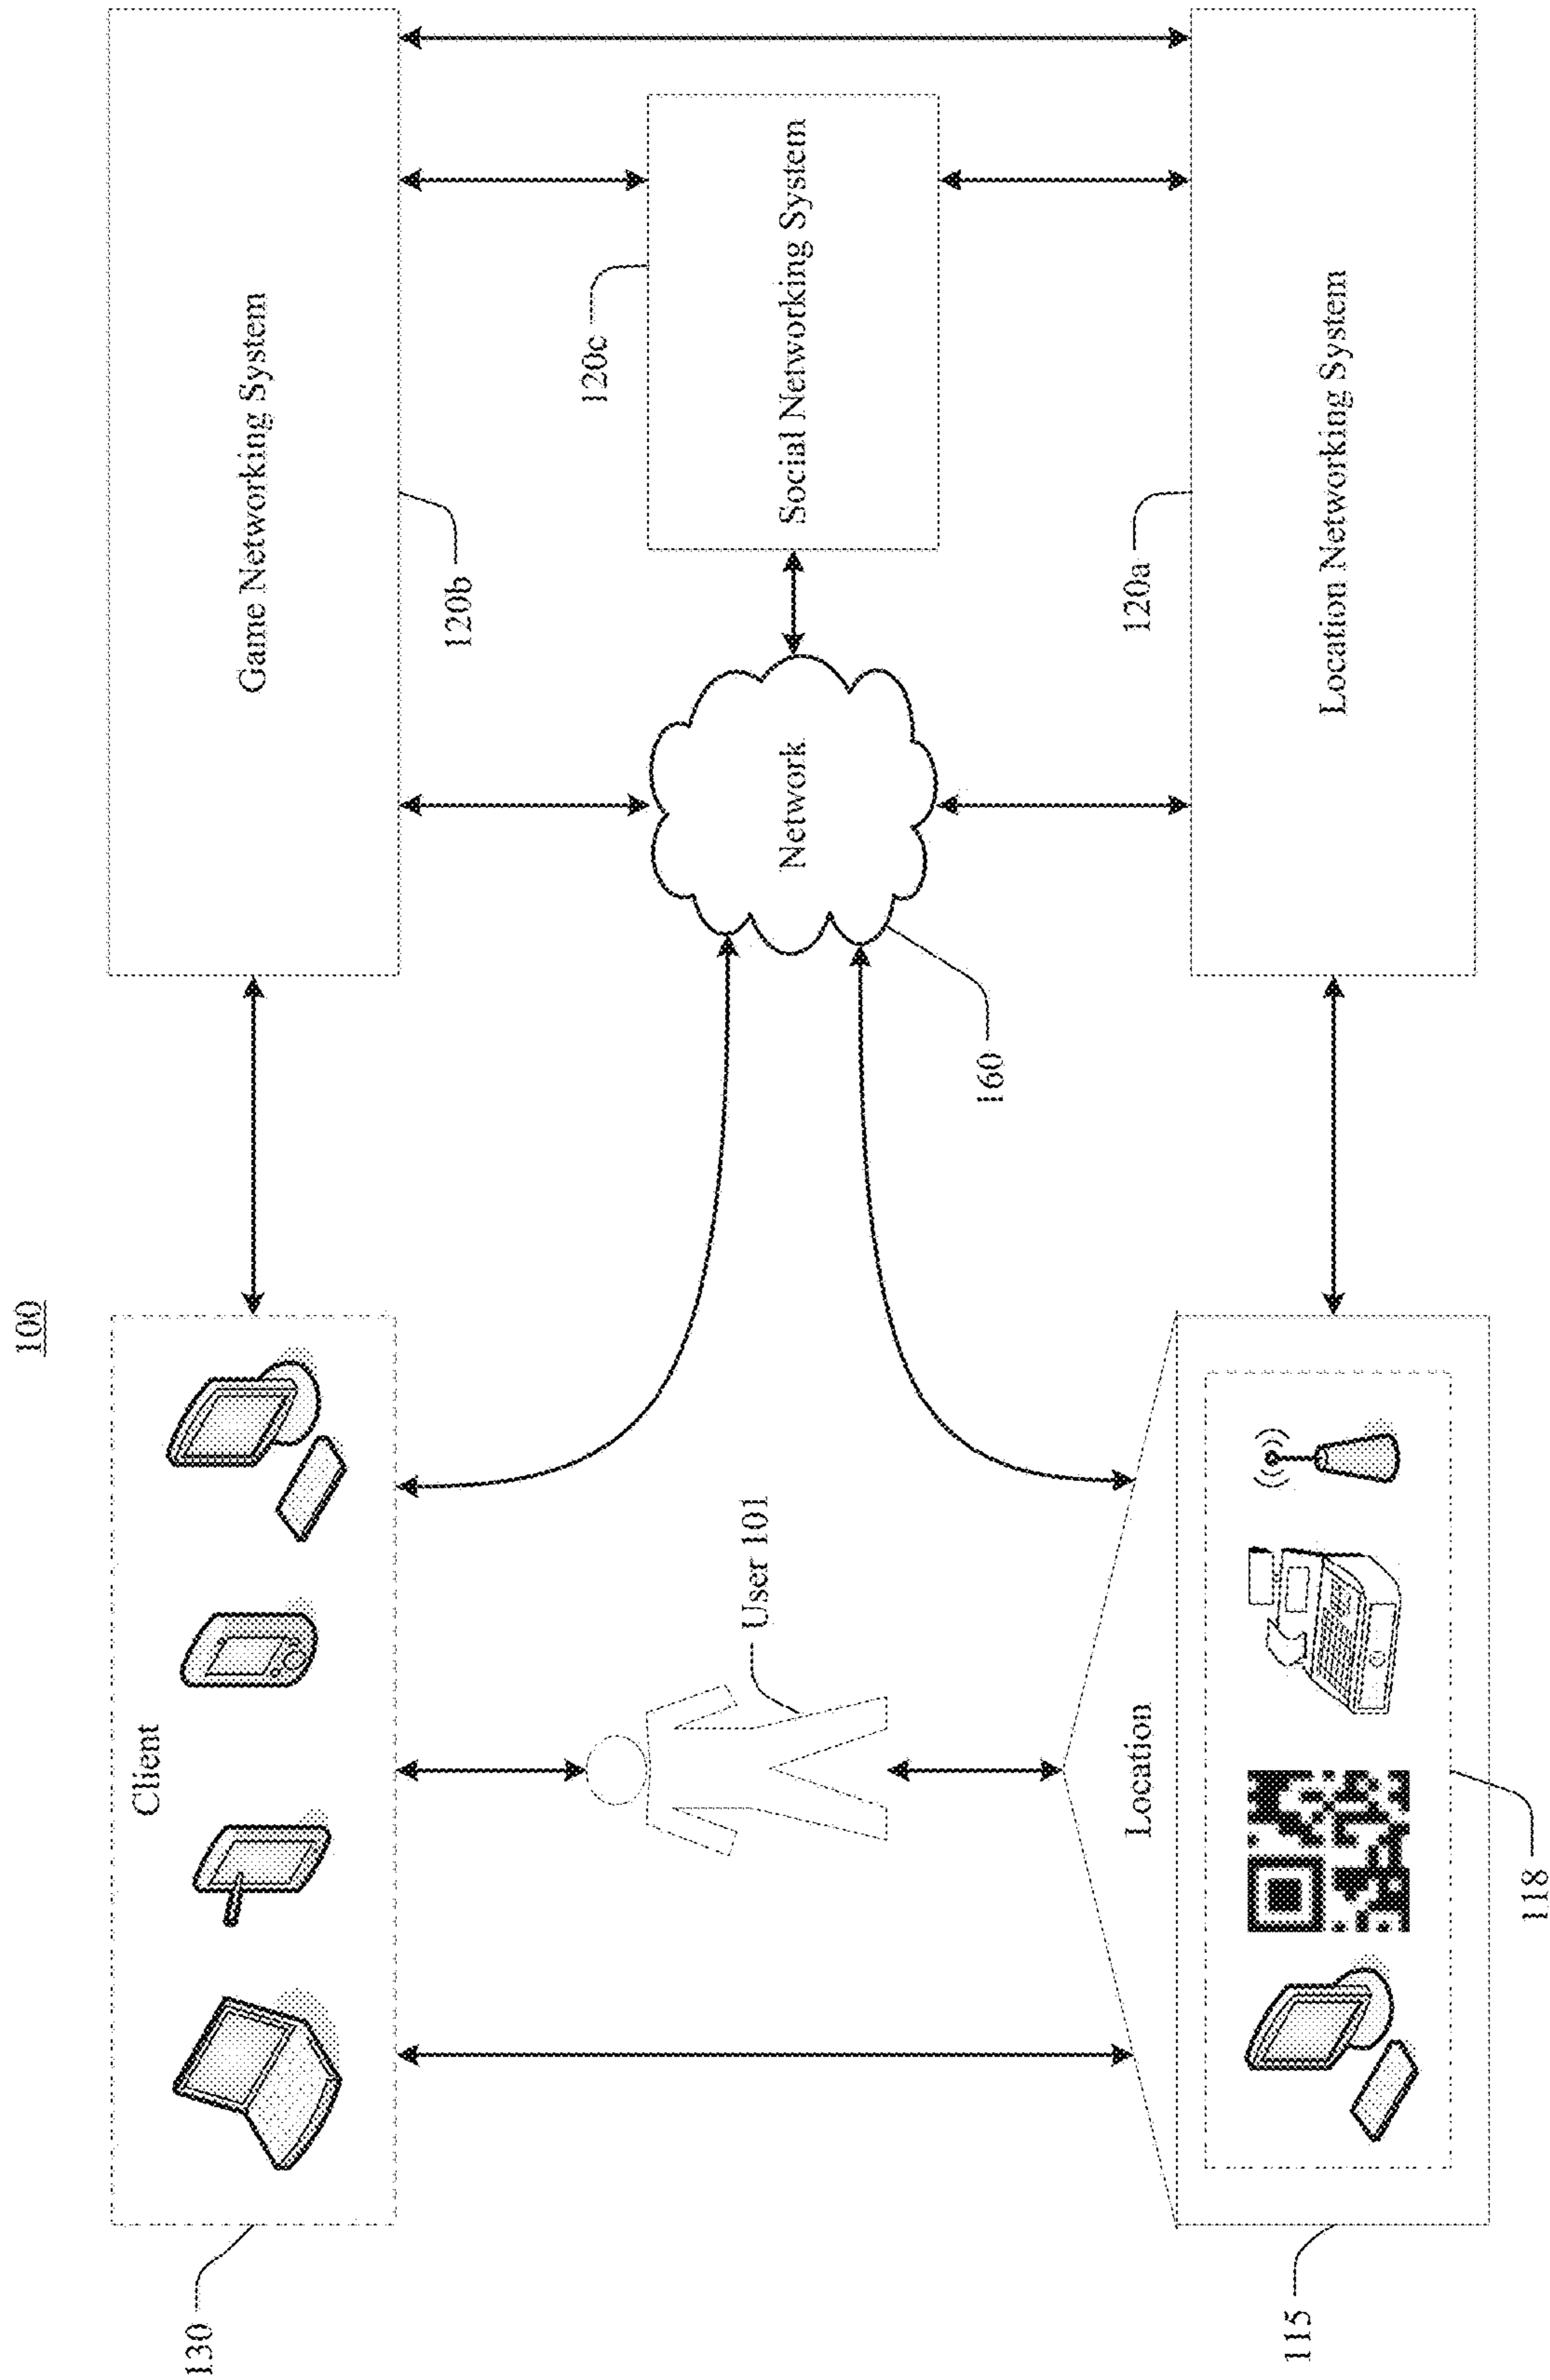 100
130
Client
Game Networking System
120b
User 101
Network
160
Social Networking System
120c
115
Location
118
Location Networking System
120a